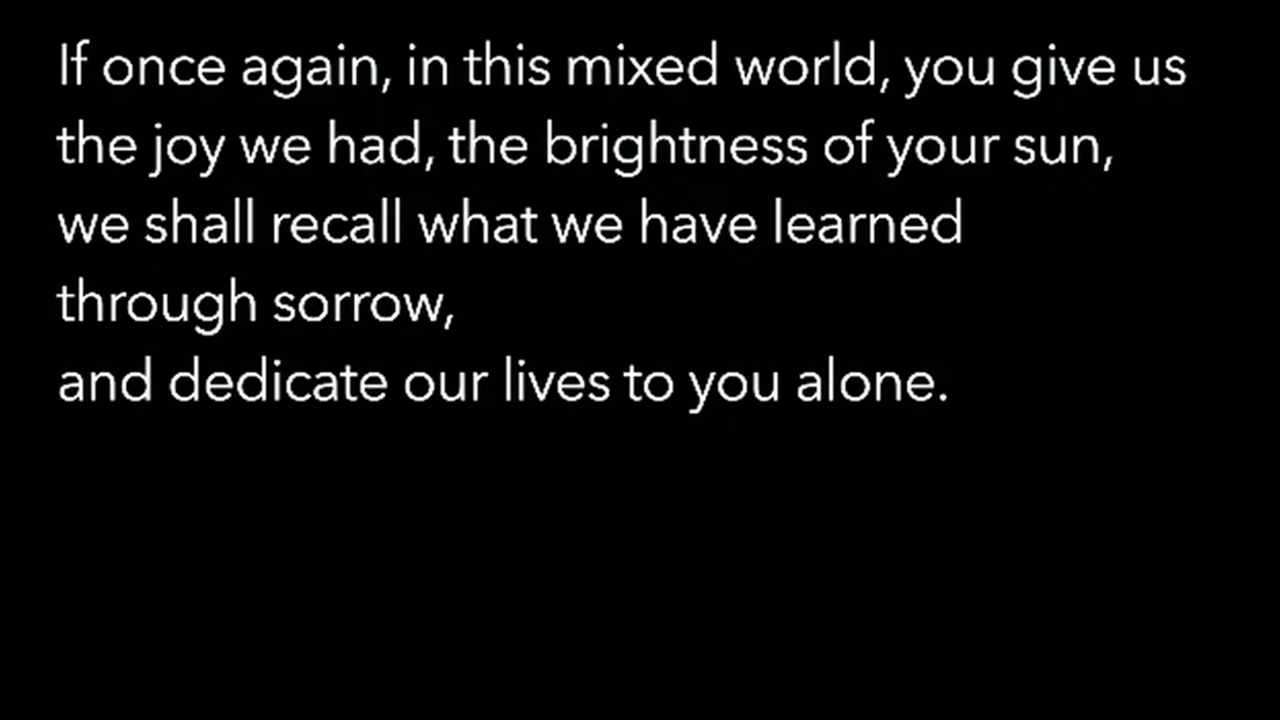 If once again, in this mixed world, you give us
the joy we had, the brightness of your sun,
we shall recall what we have learned
through sorrow,
and dedicate our lives to you alone.